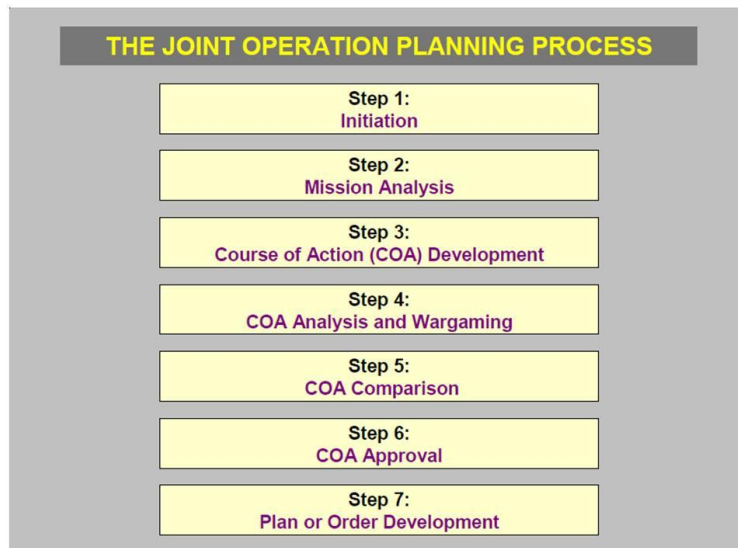 THE JOINT OPERATION PLANNING PROCESS
Step 1:
Initiation
Step 2:
Mission Analysis
Step 3:
Course of Action (COA) Development
Step 4:
COA Analysis and Wargaming
Step 5:
COA Comparison
Step 6:
COA Approval
Step 7:
Plan or Order Development